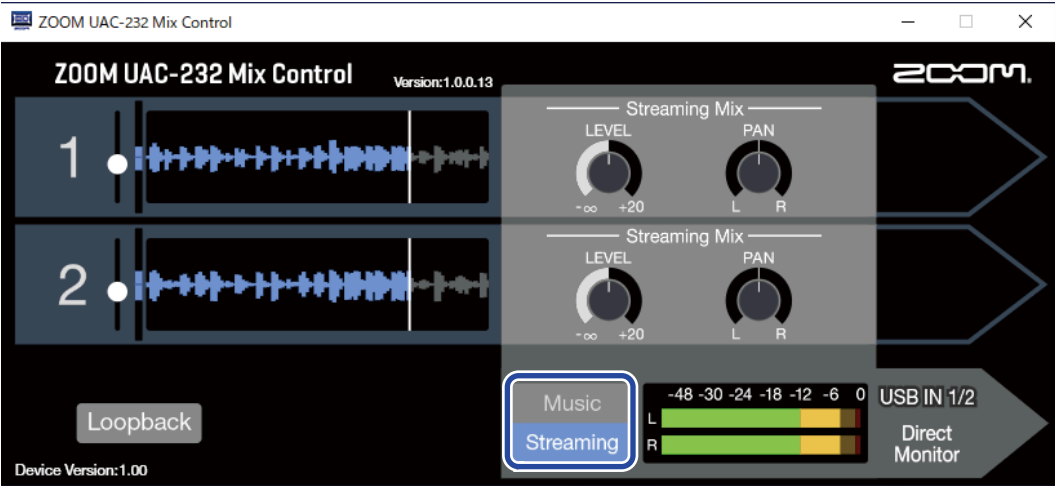 ZOOM UAC-232 Mix Control
ZOOM UAC-232 Mix Control
Version:1.0.0.13
ZOOM.
1
Streaming Mix
LEVEL
PAN
-∞ +20
L R
2
Streaming Mix
LEVEL
PAN
-∞ +20
L R
Loopback
Music
Streaming
-48 -30 -24 -18 -12 -6 0
L
R
USB IN 1/2
Direct
Monitor
Device Version:1.00